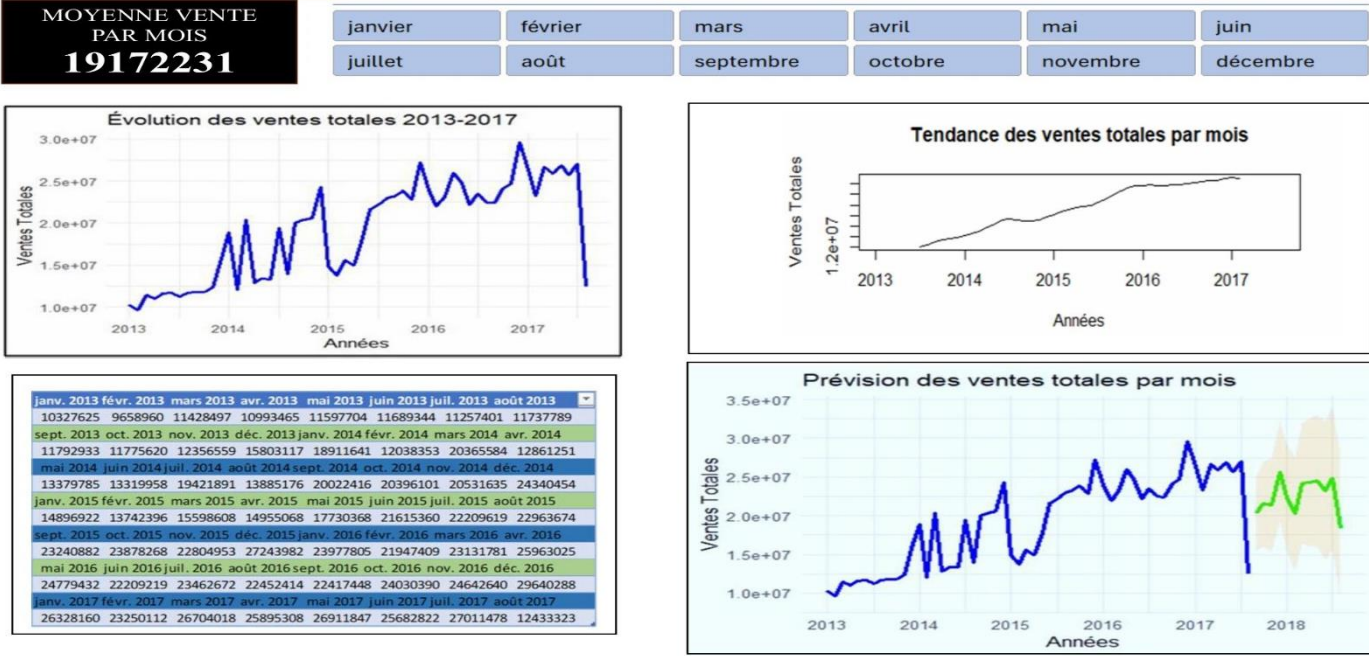 MOYENNE VENTE
PAR MOIS
19172231
janvier février mars avril mai juin
juillet août septembre octobre novembre décembre
Évolution des ventes totales 2013-2017
3.0e+07
2.5e+07
2.0e+07
1.5e+07
1.0e+07
Ventes Totales
2013 2014 2015 2016 2017
Années
Tendance des ventes totales par mois
Ventes Totales
1.2e+07
2013 2014 2015 2016 2017
Années
janv. 2013 févr. 2013 mars 2013 avr. 2013 mai 2013 juin 2013 juil. 2013 août 2013
10327625 9658960 11428497 10993465 11597704 11689344 11257401 11737789
sept. 2013 oct. 2013 nov. 2013 déc. 2013 janv. 2014 févr. 2014 mars 2014 avr. 2014
11792933 11775620 12356559 15803117 18911641 12038353 20365584 12861251
mai 2014 juin 2014 juil. 2014 août 2014 sept. 2014 oct. 2014 nov. 2014 déc. 2014
13379785 13319958 19421891 13885176 20022416 20396101 20531635 24340454
janv. 2015 févr. 2015 mars 2015 avr. 2015 mai 2015 juin 2015 juil. 2015 août 2015
14896922 13742396 15598608 14955068 17730368 21615360 22209619 22963674
sept. 2015 oct. 2015 nov. 2015 déc. 2015 janv. 2016 févr. 2016 mars 2016 avr. 2016
23240882 23878268 22804953 27243982 23977805 21947409 23131781 25963025
mai 2016 juin 2016 juil. 2016 août 2016 sept. 2016 oct. 2016 nov. 2016 déc. 2016
24779432 22209219 23462672 22452414 22417448 24030390 24642640 29640288
janv. 2017 févr. 2017 mars 2017 avr. 2017 mai 2017 juin 2017 juil. 2017 août 2017
26328160 23250112 26704018 25895308 26911847 25682822 27011478 12433323
Prévision des ventes totales par mois
3.5e+07
3.0e+07
2.5e+07
2.0e+07
1.5e+07
1.0e+07
Ventes Totales
2013 2014 2015 2016 2017 2018
Années